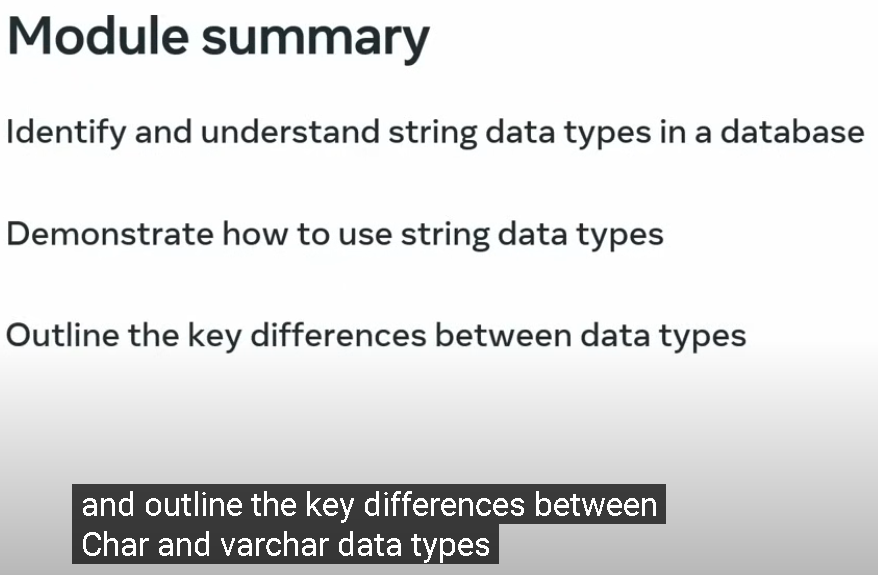 Module summary
Identify and understand string data types in a database
Demonstrate how to use string data types
Outline the key differences between data types
and outline the key differences between
Char and varchar data types